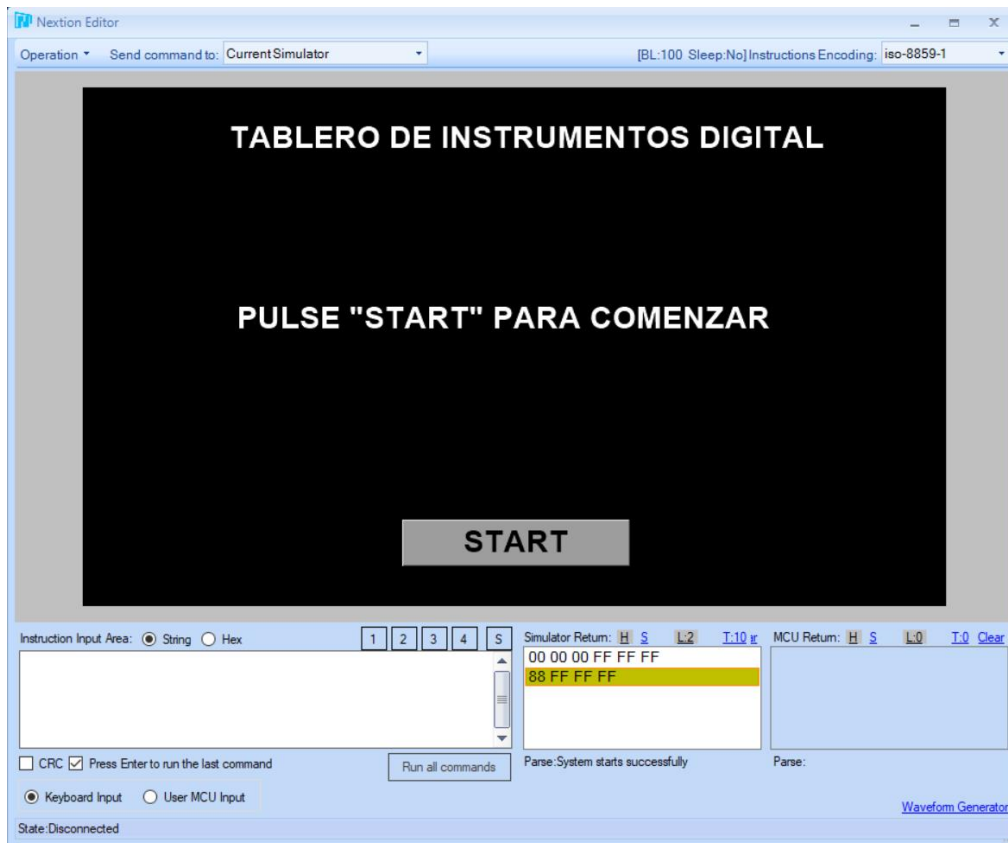 Nextion Editor
Operation Send command to: Current Simulator [BL:100 Sleep:No] Instructions Encoding: iso-8859-1
TABLERO DE INSTRUMENTOS DIGITAL
PULSE "START" PARA COMENZAR
START
Instruction Input Area: String Hex 1 2 3 4 S Simulator Return: H S L:2 T:10 MCU Return: H S L:0 T:0 Clear
00 00 00 FF FF FF
88 FF FF FF
CRC Press Enter to run the last command Run all commands Parse:System starts successfully Parse:
Keyboard Input User MCU Input
Waveform Generator
State:Disconnected